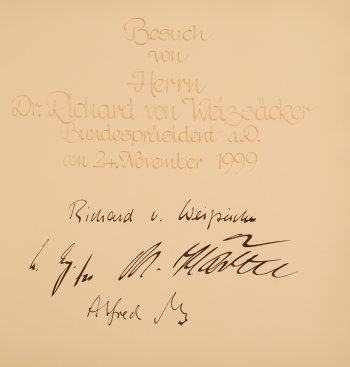 Besuch
von
Herrn
Dr. Richard von Weizsäcker
Bundespräsident a.D.
am 24. November 1999
Richard v. Weizsäcker
Alfred